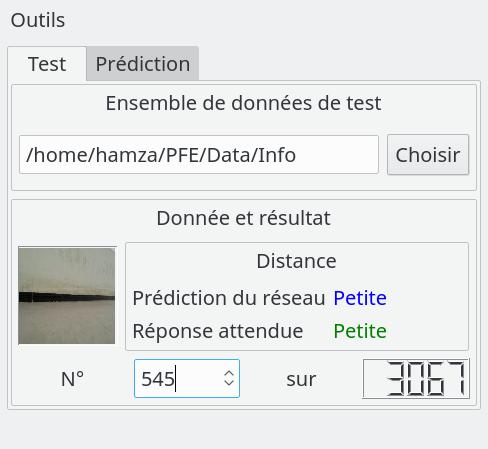 Outils
Test Prédiction
Ensemble de données de test
/home/hamza/PFE/Data/Info Choisir
Donnée et résultat
Distance
Prédiction du réseau Petite
Réponse attendue Petite
N° 545 sur 3067